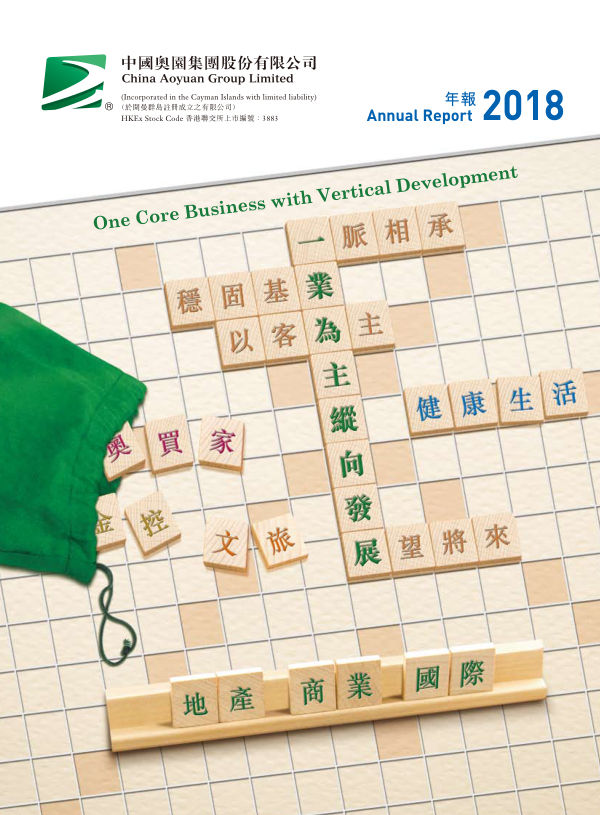 中國奧園集團股份有限公司
China Aoyuan Group Limited
(Incorporated in the Cayman Islands with limited liability)
(於開曼群島註冊成立之有限公司)
HKEx Stock Code 香港聯交所上市編號：3883
®
年報
Annual Report 2018
One Core Business with Vertical Development
一脈相承
穩固基業
以客為主
主
縱
向
發
展望將來
健康生活
奧買家
金控
文旅
地產 商業 國際